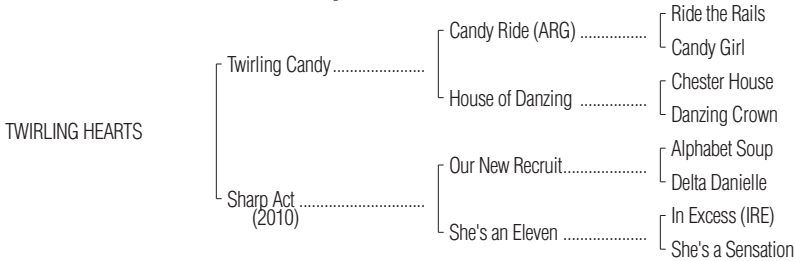 Ride the Rails
Candy Ride (ARG) ................
Candy Girl
Twirling Candy......................
Chester House
House of Danzing ................
Danzing Crown
TWIRLING HEARTS
Alphabet Soup
Our New Recruit....................
Delta Danielle
Sharp Act ..............................
(2010)
In Excess (IRE)
She's an Eleven ....................
She's a Sensation